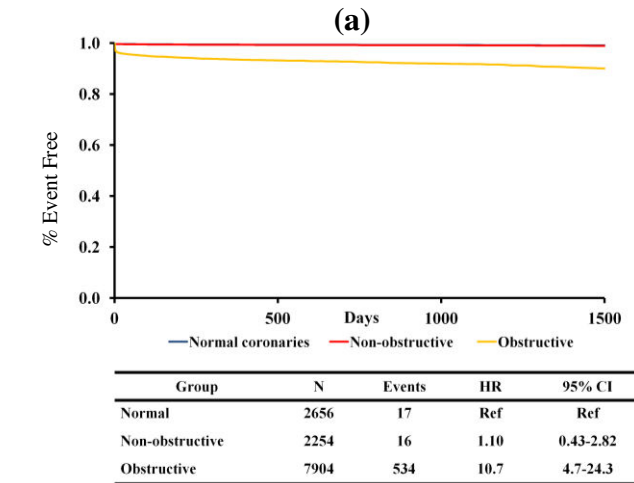 (a)
% Event Free
1.0
0.8
0.6
0.4
0.2
0.0
0 500 Days 1000 1500
Normal coronaries Non-obstructive Obstructive
Group N Events HR 95% CI
Normal 2656 17 Ref Ref
Non-obstructive 2254 16 1.10 0.43-2.82
Obstructive 7904 534 10.7 4.7-24.3